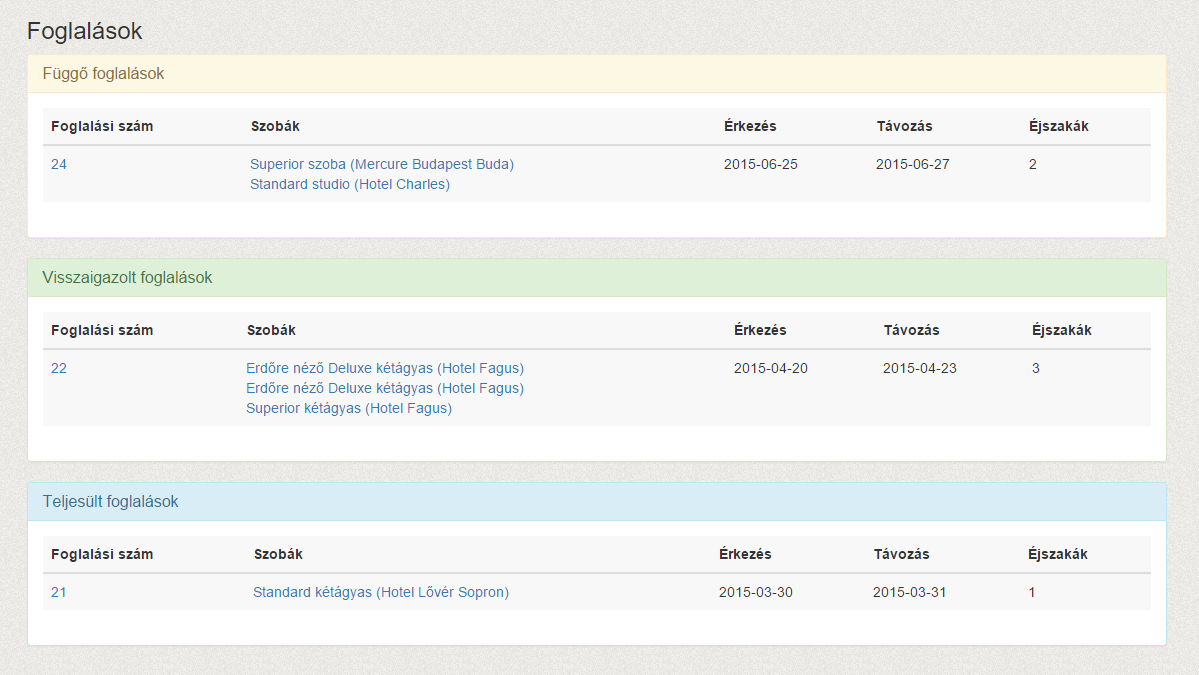 Foglalások
Függő foglalások
Foglalási szám Szobák Érkezés Távozás Éjszakák
24 Superior szoba (Mercure Budapest Buda) 2015-06-25 2015-06-27 2
Standard studio (Hotel Charles)
Visszaigazolt foglalások
Foglalási szám Szobák Érkezés Távozás Éjszakák
22 Erdőre néző Deluxe kétágyas (Hotel Fagus) 2015-04-20 2015-04-23 3
Erdőre néző Deluxe kétágyas (Hotel Fagus)
Superior kétágyas (Hotel Fagus)
Teljesült foglalások
Foglalási szám Szobák Érkezés Távozás Éjszakák
21 Standard kétágyas (Hotel Lővér Sopron) 2015-03-30 2015-03-31 1